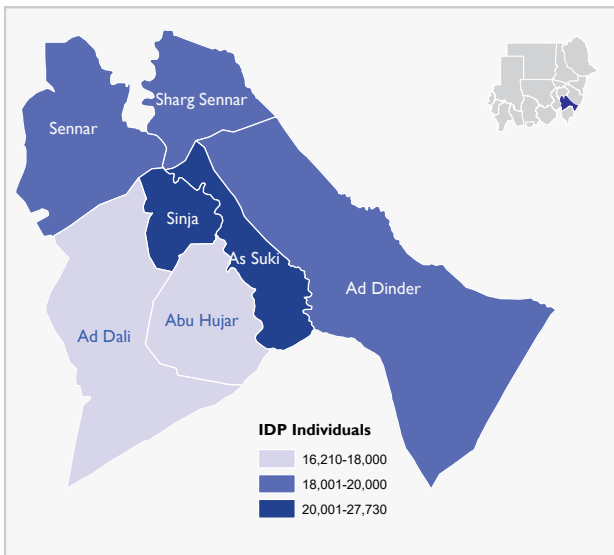 Sharg Sennar
Sennar
Sinja
As Suki
Ad Dinder
Abu Hujar
Ad Dali
IDP Individuals
16,210-18,000
18,001-20,000
20,001-27,730